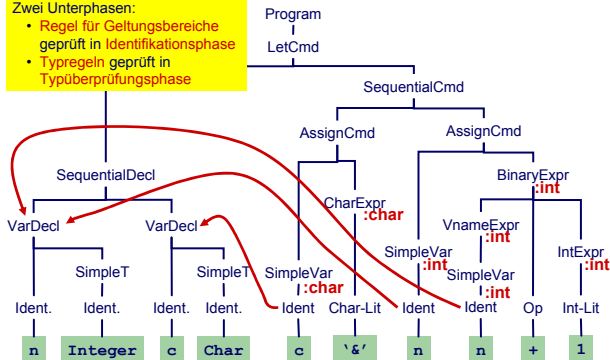 Zwei Unterphasen:
• Regel für Geltungsbereiche
geprüft in Identifikationsphase
• Typregeln geprüft in
Typüberprüfungsphase
Program
LetCmd
SequentialCmd
AssignCmd
AssignCmd
SequentialDecl
BinaryExpr
:int
CharExpr
:char
VarDecl
VarDecl
VnameExpr
:int
SimpleVar
:int
IntExpr
:int
SimpleT
SimpleT
SimpleVar
:char
SimpleVar
:int
Ident.
Ident.
Ident.
Ident.
Ident
Char-Lit
Ident
Ident
Op
Int-Lit
n
Integer
c
Char
c
‘&’
n
n
+
1